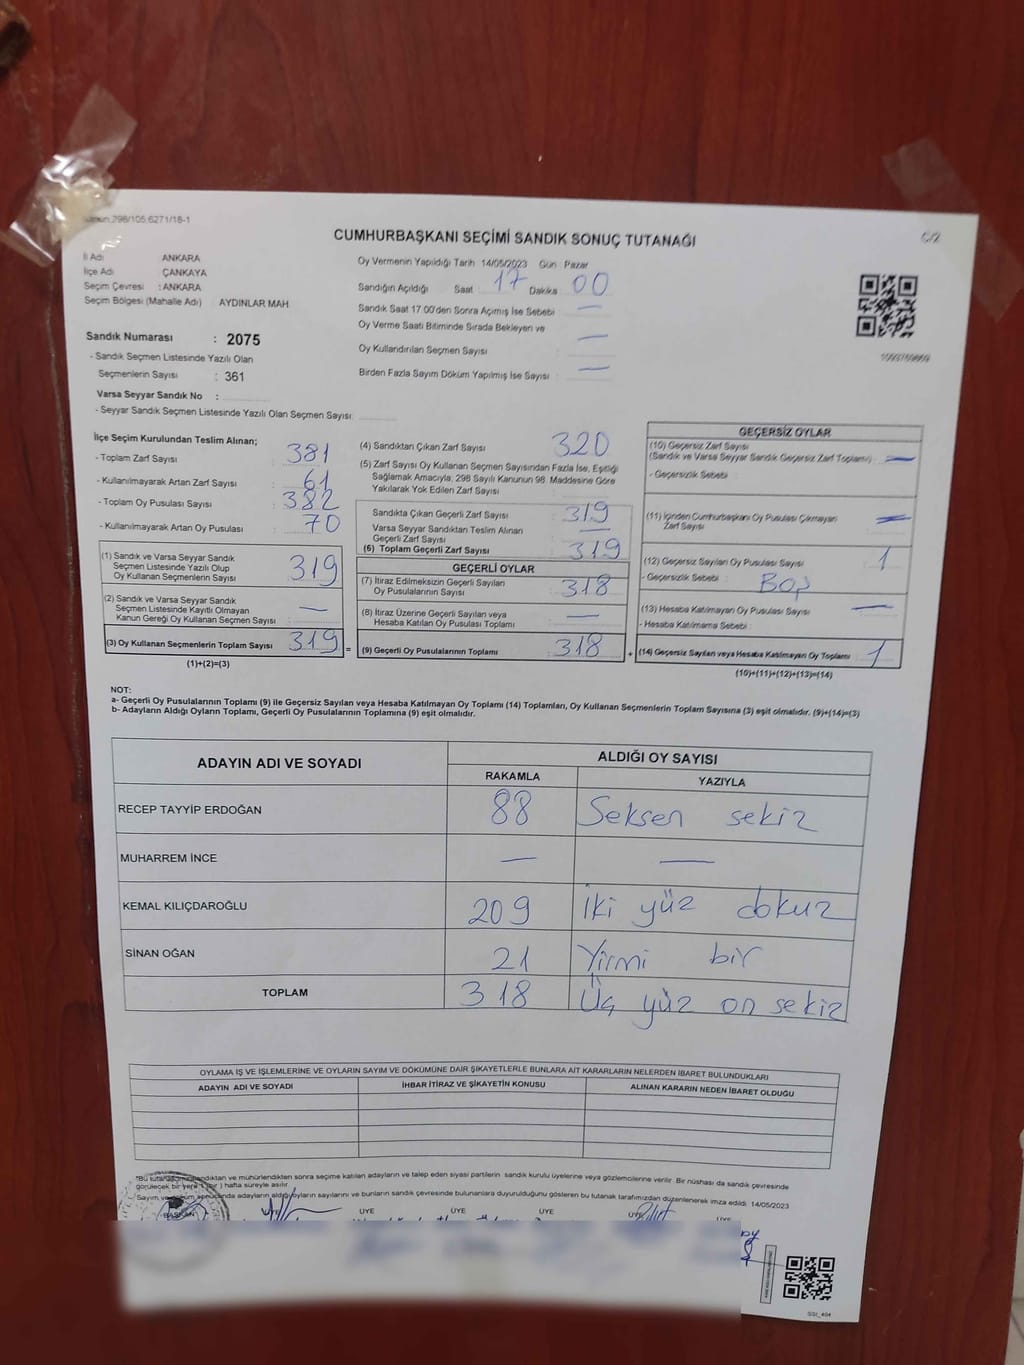 298/105;6271/18-1
C/2
CUMHURBAŞKANI SEÇİMİ SANDIK SONUÇ TUTANAĞI
İl Adı ANKARA
İlçe Adı ÇANKAYA
Seçim Çevresi : ANKARA
Seçim Bölgesi (Mahalle Adı) AYDINLAR MAH
Sandık Numarası : 2075
- Sandık Seçmen Listesinde Yazılı Olan
Seçmenlerin Sayısı : 361
Varsa Seyyar Sandık No :
- Seyyar Sandık Seçmen Listesinde Yazılı Olan Seçmen Sayısı:
Oy Vermenin Yapıldığı Tarih 14/05/2023 Gün Pazar
Sandığın Açıldığı Saat 17 Dakika 00
Sandık Saat 17:00'den Sonra Açılmış İse Sebebi —
Oy Verme Saati Bitiminde Sırada Bekleyen ve
Oy Kullandırılan Seçmen Sayısı —
Birden Fazla Sayım Döküm Yapılmış İse Sayısı —
İlçe Seçim Kurulundan Teslim Alınan;
- Toplam Zarf Sayısı : 381
- Kullanılmayarak Artan Zarf Sayısı : 61
- Toplam Oy Pusulası Sayısı : 382
- Kullanılmayarak Artan Oy Pusulası : 70
(1) Sandık ve Varsa Seyyar Sandık
Seçmen Listesinde Yazılı Olup
Oy Kullanan Seçmenlerin Sayısı : 319
(2) Sandık ve Varsa Seyyar Sandık
Seçmen Listesinde Kayıtlı Olmayan
Kanun Gereği Oy Kullanan Seçmen Sayısı : —
(3) Oy Kullanan Seçmenlerin Toplam Sayısı : 319 =
(1)+(2)=(3)
(4) Sandıktan Çıkan Zarf Sayısı 320
(5) Zarf Sayısı Oy Kullanan Seçmen Sayısından Fazla İse, Eşitliği
Sağlamak Amacıyla, 298 Sayılı Kanunun 98. Maddesine Göre
Yakılarak Yok Edilen Zarf Sayısı
Sandıkta Çıkan Geçerli Zarf Sayısı : 319
Varsa Seyyar Sandıktan Teslim Alınan
Geçerli Zarf Sayısı —
(6) Toplam Geçerli Zarf Sayısı 319
GEÇERLİ OYLAR
(7) İtiraz Edilmeksizin Geçerli Sayılan
Oy Pusulalarının Sayısı : 318
(8) İtiraz Üzerine Geçerli Sayılan veya
Hesaba Katılan Oy Pusulası Toplamı : —
(9) Geçerli Oy Pusulalarının Toplamı : 318 +
GEÇERSİZ OYLAR
(10) Geçersiz Zarf Sayısı
(Sandık ve Varsa Seyyar Sandık Geçersiz Zarf Toplamı) : —
- Geçersizlik Sebebi :
(11) İçinden Cumhurbaşkanı Oy Pusulası Çıkmayan
Zarf Sayısı
(12) Geçersiz Sayılan Oy Pusulası Sayısı : 1
- Geçersizlik Sebebi : Boş
(13) Hesaba Katılmayan Oy Pusulası Sayısı : —
- Hesaba Katılmama Sebebi :
(14) Geçersiz Sayılan veya Hesaba Katılmayan Oy Toplamı : 1
(10)+(11)+(12)+(13)=(14)
NOT:
a- Geçerli Oy Pusulalarının Toplamı (9) ile Geçersiz Sayılan veya Hesaba Katılmayan Oy Toplamı (14) Toplamları, Oy Kullanan Seçmenlerin Toplam Sayısına (3) eşit olmalıdır. (9)+(14)=(3)
b- Adayların Aldığı Oyların Toplamı, Geçerli Oy Pusulalarının Toplamına (9) eşit olmalıdır.
ADAYIN ADI VE SOYADI ALDIĞI OY SAYISI
RAKAMLA YAZIYLA
RECEP TAYYİP ERDOĞAN 88 Seksen sekiz
MUHARREM İNCE — —
KEMAL KILIÇDAROĞLU 209 İki yüz dokuz
SİNAN OĞAN 21 Yirmi bir
TOPLAM 318 Üç yüz on sekiz
OYLAMA İŞ VE İŞLEMLERİNE VE OYLARIN SAYIM VE DÖKÜMÜNE DAİR ŞİKAYETLERLE BUNLARA AİT KARARLARIN NELERDEN İBARET BULUNDUKLARI
ADAYIN ADI VE SOYADI İHBAR İTİRAZ VE ŞİKAYETİN KONUSU ALINAN KARARIN NEDEN İBARET OLDUĞU
*Bu tutanak ve mühürlendikten sonra seçime katılan adayların ve talep eden siyasi partilerin sandık kurulu üyelerine veya gözlemcilerine verilir. Bir nüshası da sandık çevresinde
görülecek bir yere 1 (bir) hafta süreyle asılır.
- Sayım ve adayların aldığı oyların sayılarını ve bunların sandık çevresinde bulunanlara duyurulduğunu gösteren bu tutanak tarafımızdan düzenlenerek imza edildi. 14/05/2023
BAŞKAN ÜYE ÜYE ÜYE ÜYE ÜYE ÜYE